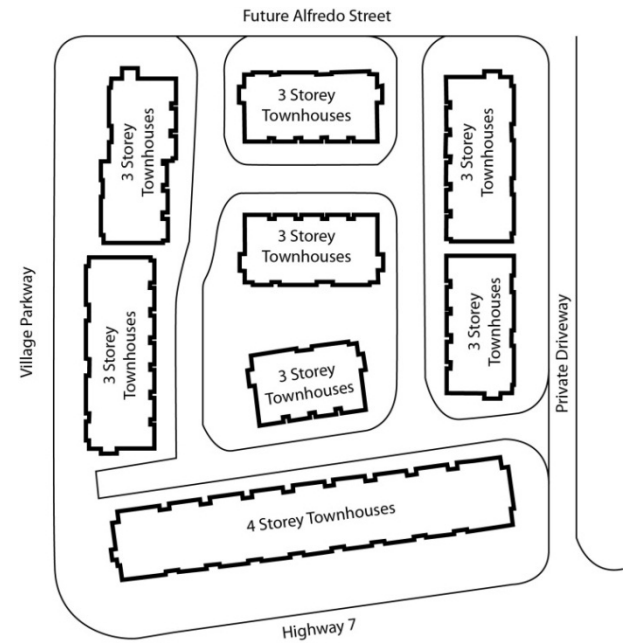 Future Alfredo Street
3 Storey
Townhouses
3 Storey
Townhouses
3 Storey
Townhouses
3 Storey
Townhouses
Village Parkway
3 Storey
Townhouses
3 Storey
Townhouses
3 Storey
Townhouses
Private Driveway
4 Storey Townhouses
Highway 7